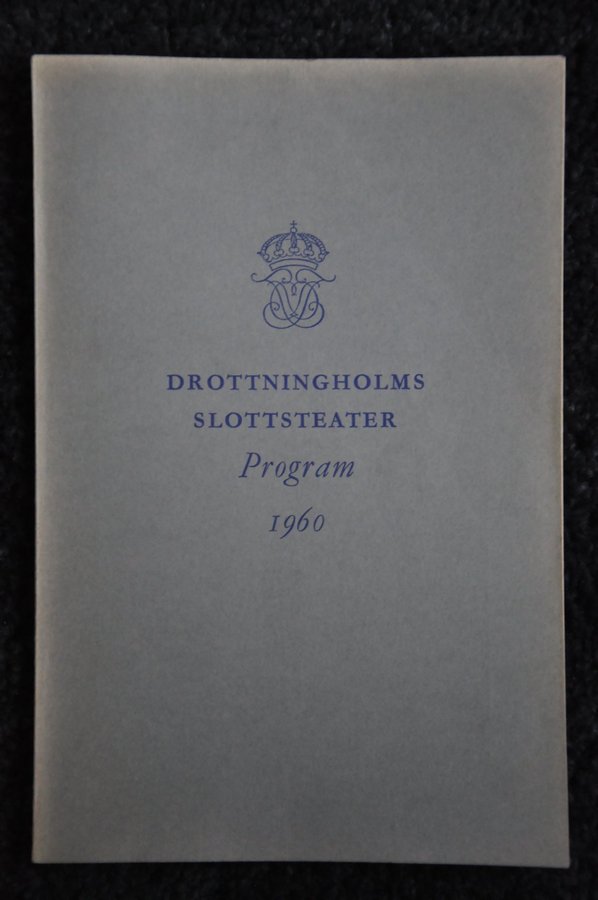 DROTTNINGHOLMS
SLOTTSTEATER
Program
1960